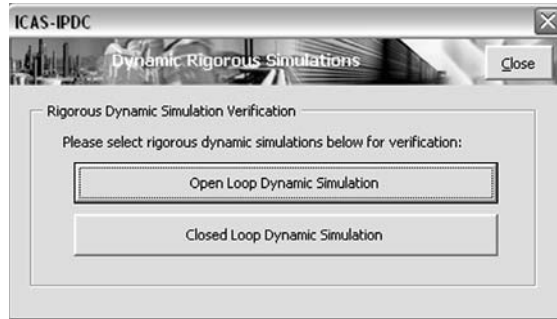 ICAS-IPDC
Dynamic Rigorous Simulations
Close
Rigorous Dynamic Simulation Verification
Please select rigorous dynamic simulations below for verification:
Open Loop Dynamic Simulation
Closed Loop Dynamic Simulation